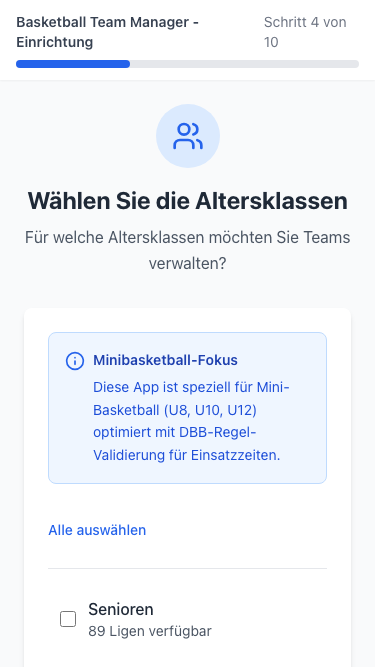 Basketball Team Manager -
Einrichtung
Schritt 4 von
10
Wählen Sie die Altersklassen
Für welche Altersklassen möchten Sie Teams
verwalten?
Minibasketball-Fokus
Diese App ist speziell für Mini-
Basketball (U8, U10, U12)
optimiert mit DBB-Regel-
Validierung für Einsatzzeiten.
Alle auswählen
Senioren
89 Ligen verfügbar